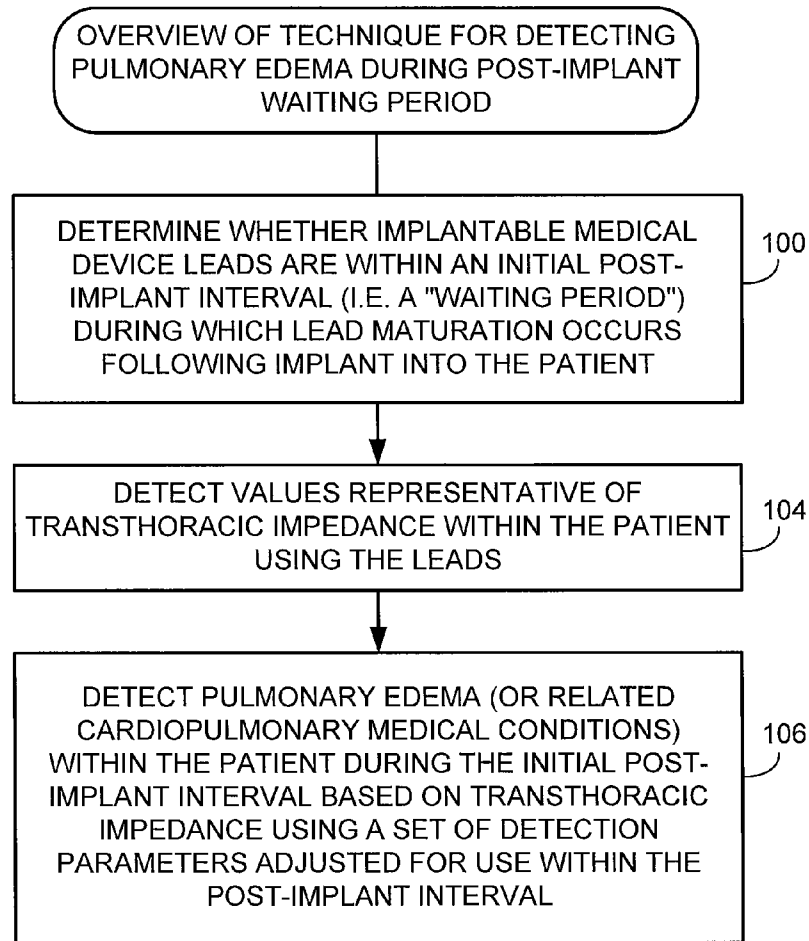 OVERVIEW OF TECHNIQUE FOR DETECTING
PULMONARY EDEMA DURING POST-IMPLANT
WAITING PERIOD
DETERMINE WHETHER IMPLANTABLE MEDICAL
DEVICE LEADS ARE WITHIN AN INITIAL POST-
IMPLANT INTERVAL (I.E. A "WAITING PERIOD")
DURING WHICH LEAD MATURATION OCCURS
FOLLOWING IMPLANT INTO THE PATIENT
100
DETECT VALUES REPRESENTATIVE OF
TRANSTHORACIC IMPEDANCE WITHIN THE PATIENT
USING THE LEADS
104
DETECT PULMONARY EDEMA (OR RELATED
CARDIOPULMONARY MEDICAL CONDITIONS)
WITHIN THE PATIENT DURING THE INITIAL POST-
IMPLANT INTERVAL BASED ON TRANSTHORACIC
IMPEDANCE USING A SET OF DETECTION
PARAMETERS ADJUSTED FOR USE WITHIN THE
POST-IMPLANT INTERVAL
106